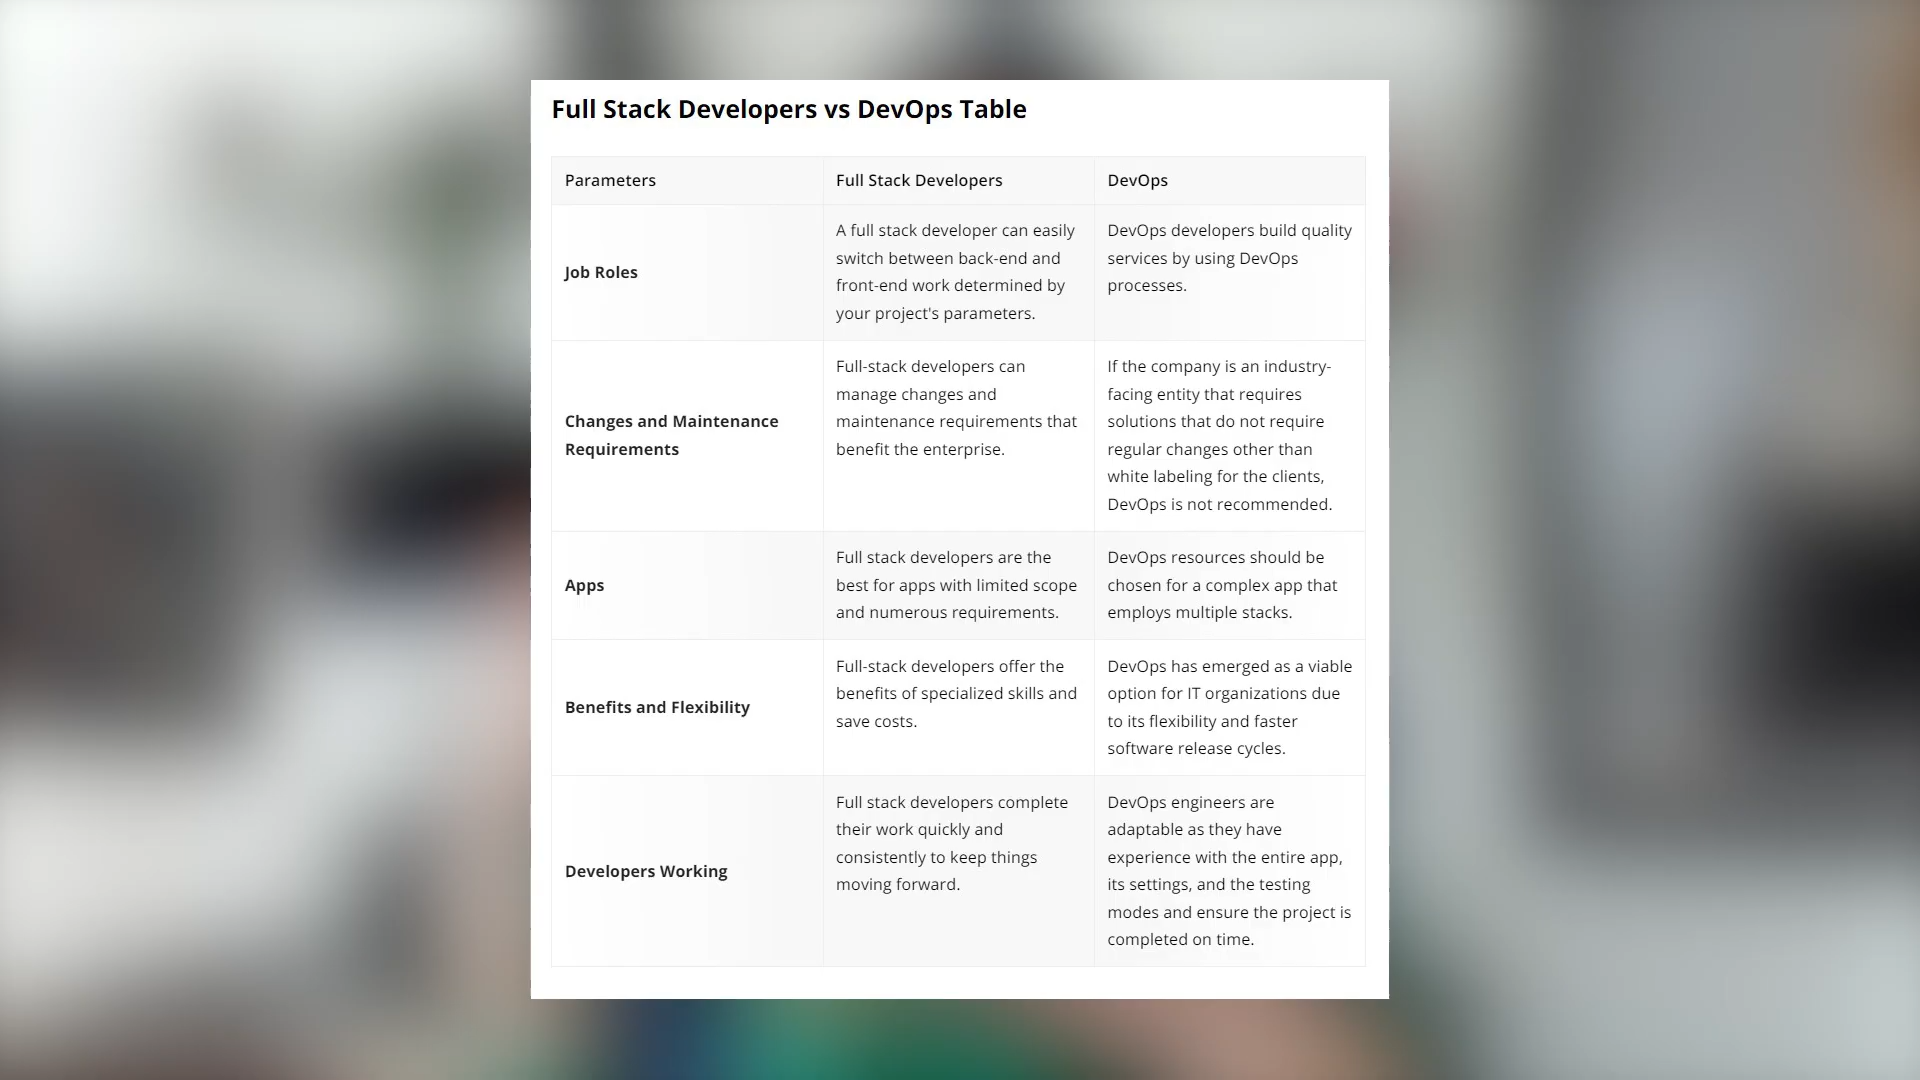 Full Stack Developers vs DevOps Table
Parameters
Full Stack Developers
DevOps
Job Roles
A full stack developer can easily
switch between back-end and
front-end work determined by
your project's parameters.
DevOps developers build quality
services by using DevOps
processes.
Changes and Maintenance
Requirements
Full-stack developers can
manage changes and
maintenance requirements that
benefit the enterprise.
If the company is an industry-
facing entity that requires
solutions that do not require
regular changes other than
white labeling for the clients,
DevOps is not recommended.
Apps
Full stack developers are the
best for apps with limited scope
and numerous requirements.
DevOps resources should be
chosen for a complex app that
employs multiple stacks.
Benefits and Flexibility
Full-stack developers offer the
benefits of specialized skills and
save costs.
DevOps has emerged as a viable
option for IT organizations due
to its flexibility and faster
software release cycles.
Developers Working
Full stack developers complete
their work quickly and
consistently to keep things
moving forward.
DevOps engineers are
adaptable as they have
experience with the entire app,
its settings, and the testing
modes and ensure the project is
completed on time.